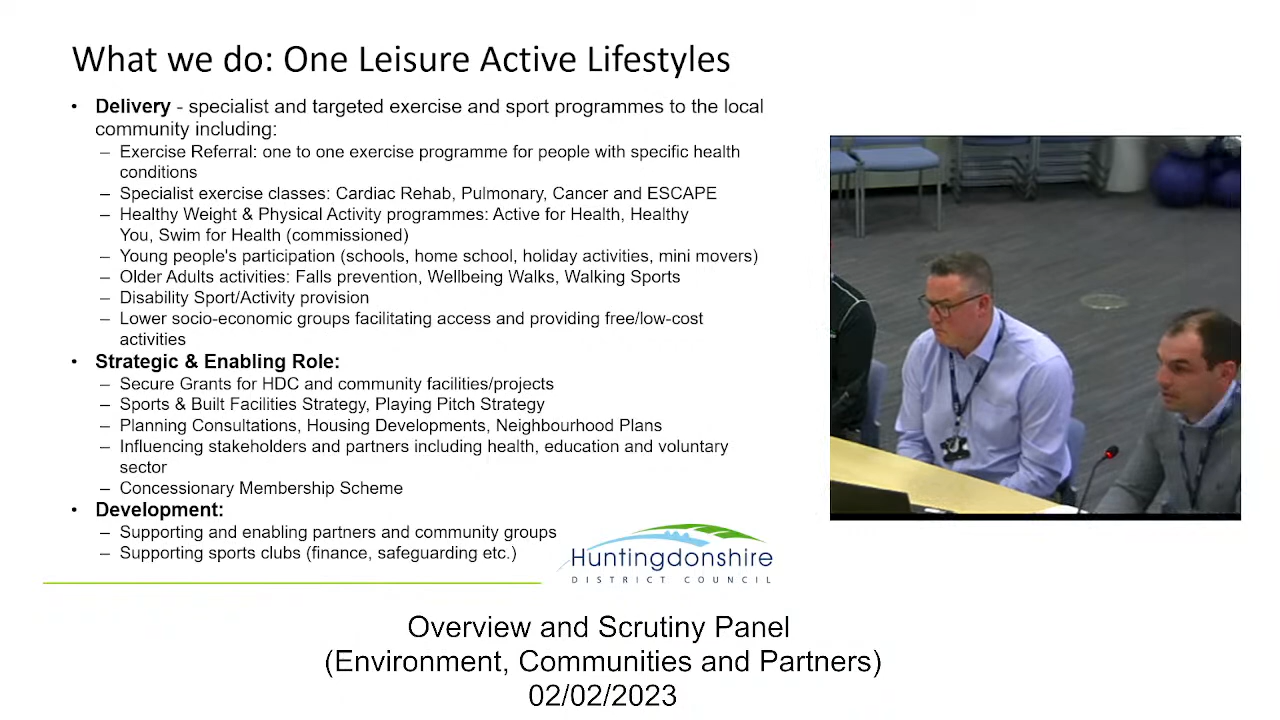 What we do: One Leisure Active Lifestyles
• Delivery - specialist and targeted exercise and sport programmes to the local
community including:
– Exercise Referral: one to one exercise programme for people with specific health
conditions
– Specialist exercise classes: Cardiac Rehab, Pulmonary, Cancer and ESCAPE
– Healthy Weight & Physical Activity programmes: Active for Health, Healthy
You, Swim for Health (commissioned)
– Young people's participation (schools, home school, holiday activities, mini movers)
– Older Adults activities: Falls prevention, Wellbeing Walks, Walking Sports
– Disability Sport/Activity provision
– Lower socio-economic groups facilitating access and providing free/low-cost
activities
• Strategic & Enabling Role:
– Secure Grants for HDC and community facilities/projects
– Sports & Built Facilities Strategy, Playing Pitch Strategy
– Planning Consultations, Housing Developments, Neighbourhood Plans
– Influencing stakeholders and partners including health, education and voluntary
sector
– Concessionary Membership Scheme
• Development:
– Supporting and enabling partners and community groups
– Supporting sports clubs (finance, safeguarding etc.)
Huntingdonshire
DISTRICT COUNCIL
Overview and Scrutiny Panel
(Environment, Communities and Partners)
02/02/2023